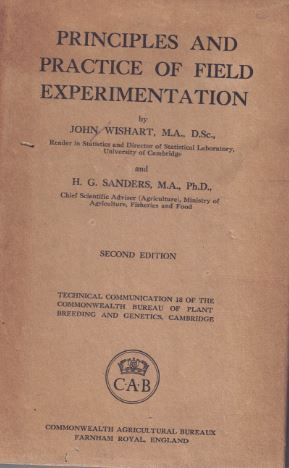 PRINCIPLES AND
PRACTICE OF FIELD
EXPERIMENTATION
by
JOHN WISHART, M.A., D.Sc.,
Reader in Statistics and Director of Statistical Laboratory,
University of Cambridge
and
H. G. SANDERS, M.A., Ph.D.,
Chief Scientific Adviser (Agriculture), Ministry of
Agriculture, Fisheries and Food
SECOND EDITION
TECHNICAL COMMUNICATION 18 OF THE
COMMONWEALTH BUREAU OF PLANT
BREEDING AND GENETICS, CAMBRIDGE
C·A·B
COMMONWEALTH AGRICULTURAL BUREAUX
FARNHAM ROYAL, ENGLAND